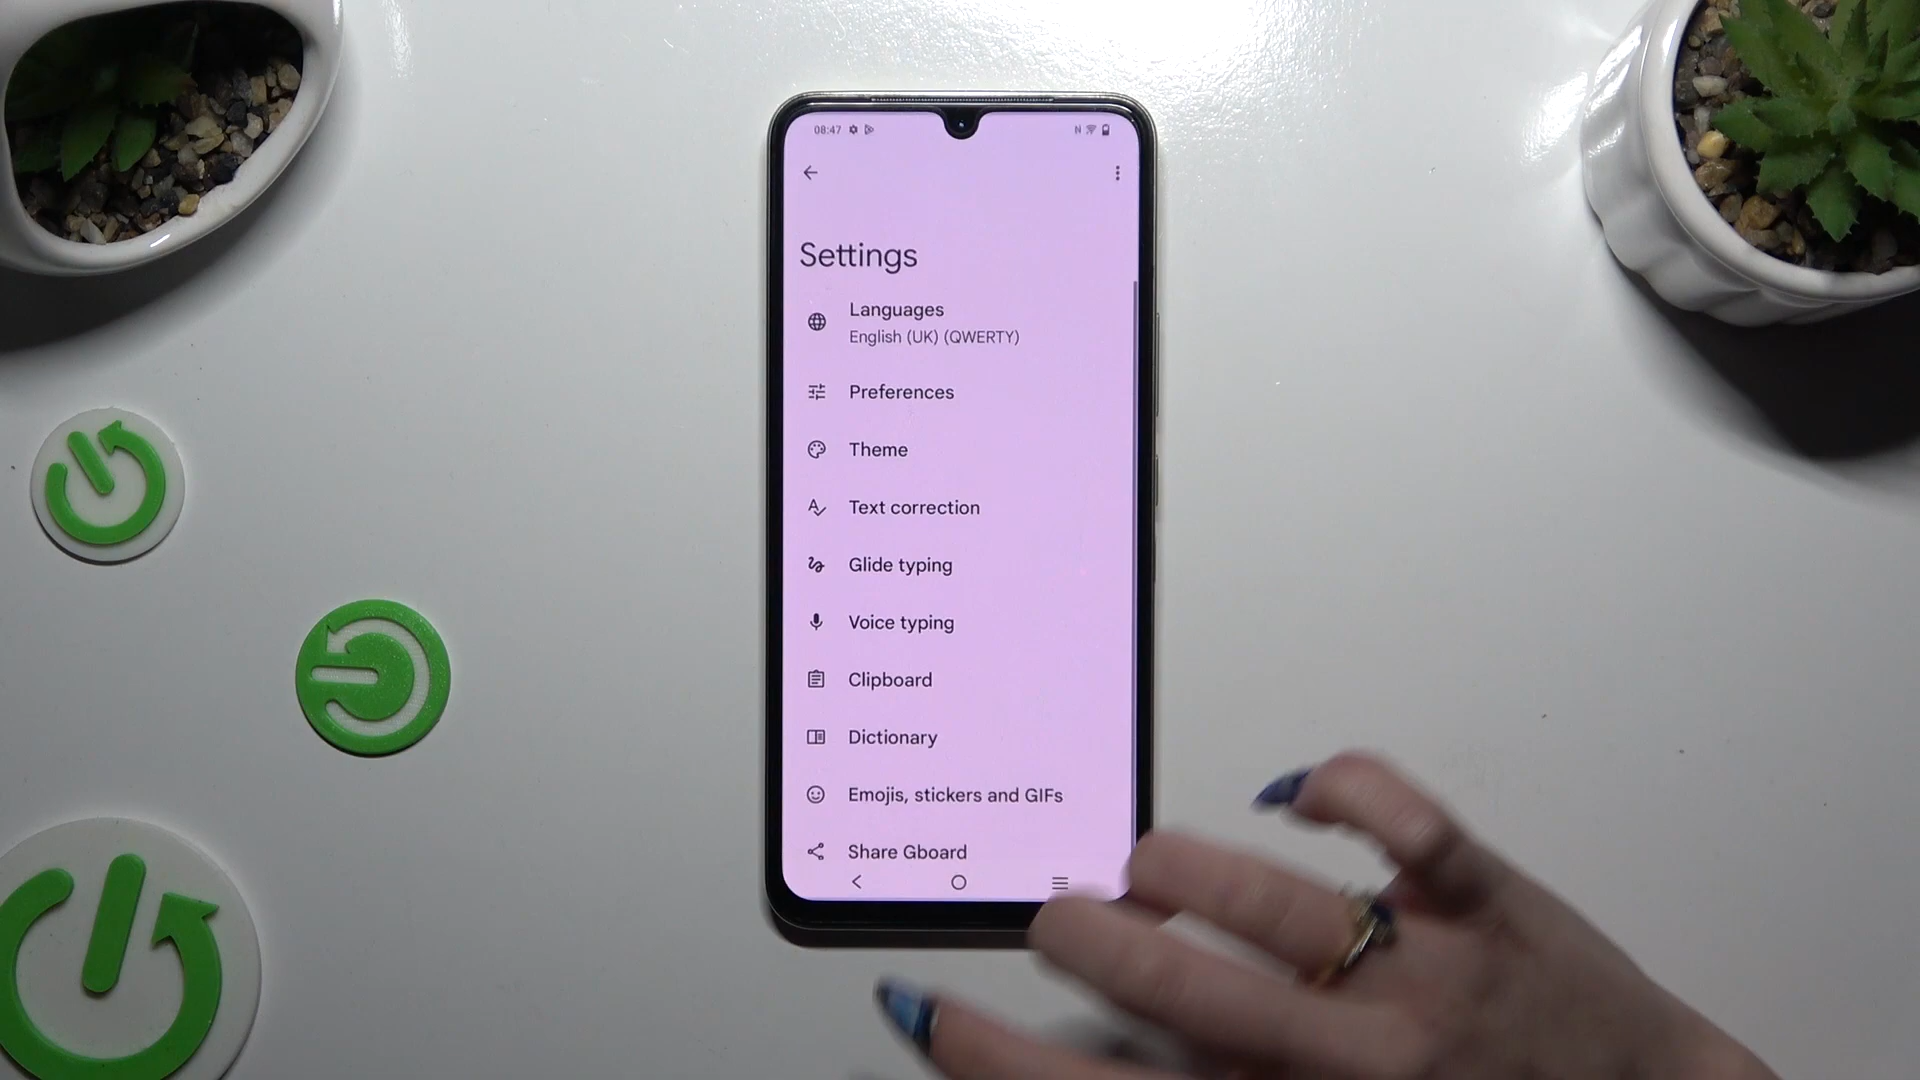 08:47
N
Settings
Languages
English (UK) (QWERTY)
Preferences
Theme
Text correction
Glide typing
Voice typing
Clipboard
Dictionary
Emojis, stickers and GIFs
Share Gboard